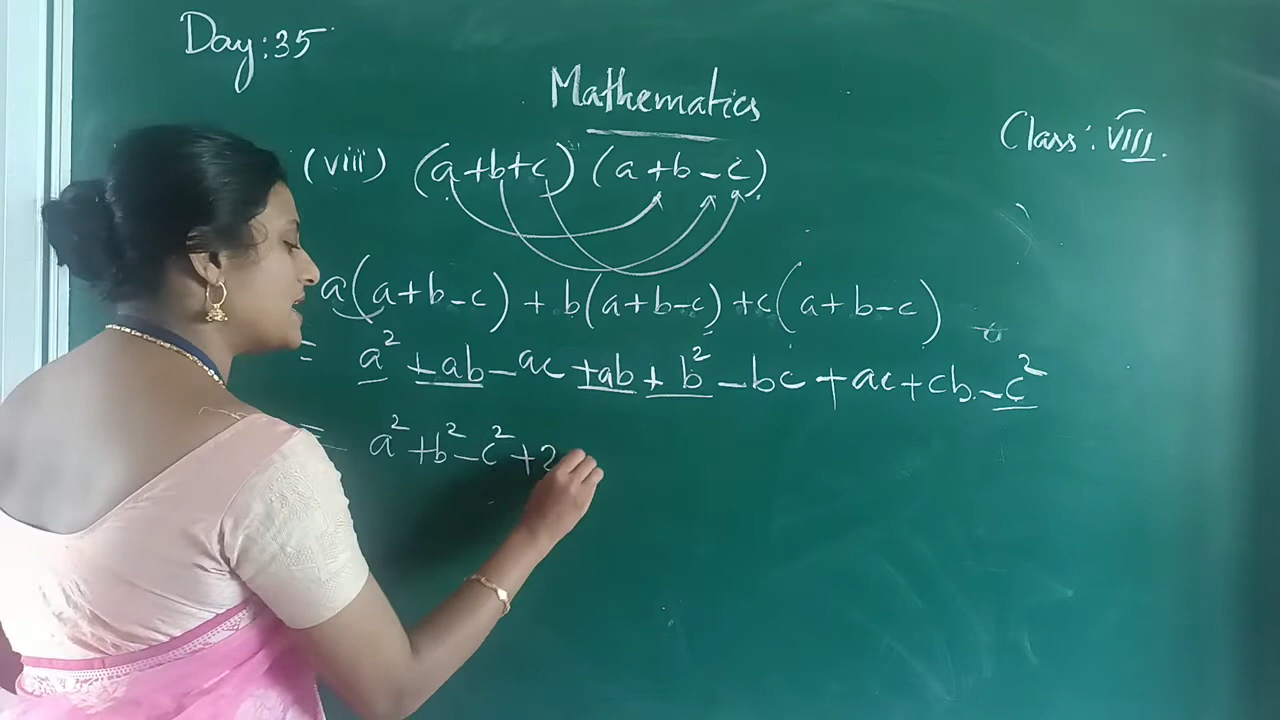 Day: 35
Mathematics
Class: VIII.
(viii) (a+b+c) (a+b-c)
a(a+b-c) + b(a+b-c) + c(a+b-c)
= a² + ab - ac + ab + b² - bc + ac + cb - c²
= a² + b² - c² + 2